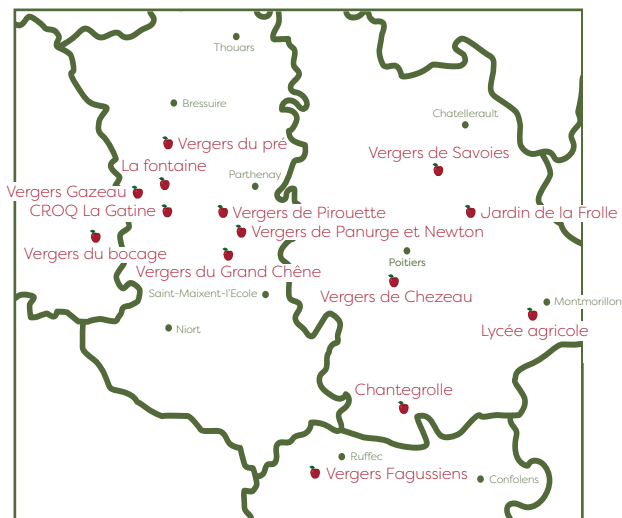 Thouars
Bressuire
Chatellerault
Vergers du pré
Vergers de Savoies
La fontaine
Parthenay
Vergers Gazeau
CROQ La Gatine
Vergers de Pirouette
Jardin de la Frolle
Vergers de Panurge et Newton
Vergers du bocage
Poitiers
Vergers du Grand Chêne
Saint-Maixent-l'Ecole
Vergers de Chezeau
Montmorillon
Niort
Lycée agricole
Chantegrolle
Ruffec
Vergers Fagussiens
Confolens